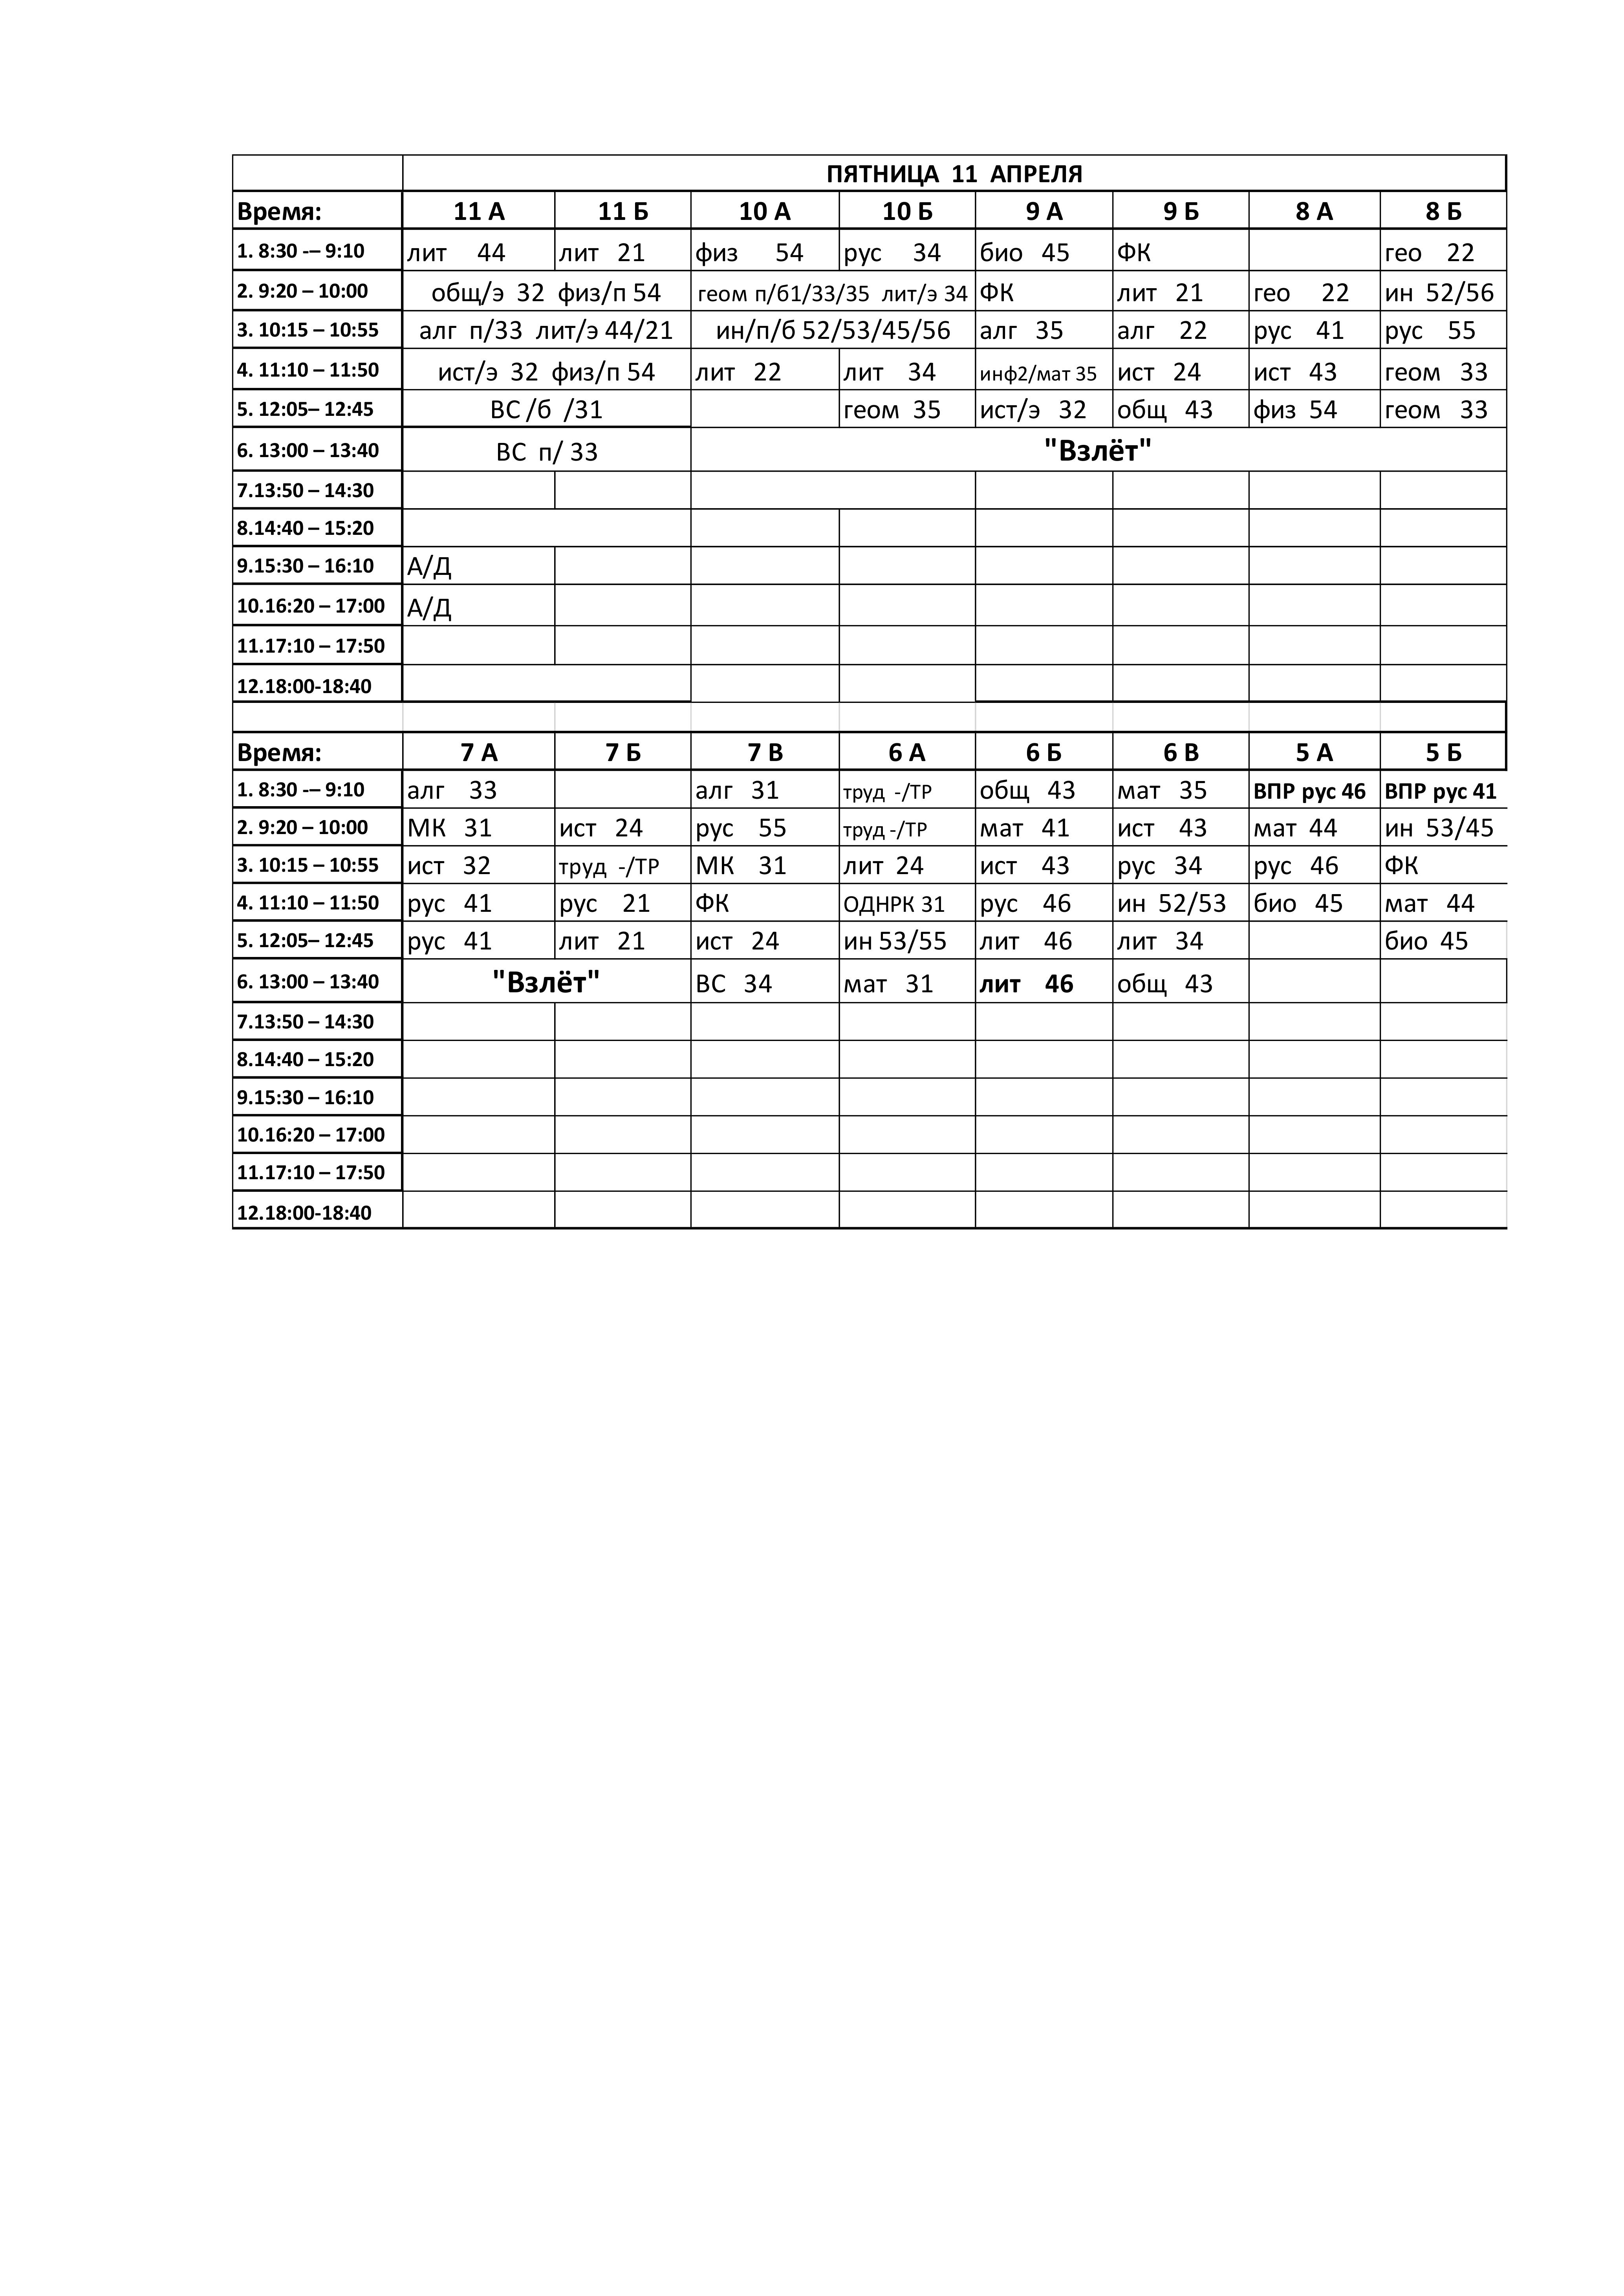 ПЯТНИЦА 11 АПРЕЛЯ
Время: 11 А 11 Б 10 А 10 Б 9 А 9 Б 8 А 8 Б
1. 8:30 -– 9:10 лит 44 лит 21 физ 54 рус 34 био 45 ФК гео 22
2. 9:20 – 10:00 общ/э 32 физ/п 54 геом п/б1/33/35 лит/э 34 ФК лит 21 гео 22 ин 52/56
3. 10:15 – 10:55 алг п/33 лит/э 44/21 ин/п/б 52/53/45/56 алг 35 алг 22 рус 41 рус 55
4. 11:10 – 11:50 ист/э 32 физ/п 54 лит 22 лит 34 инф2/мат 35 ист 24 ист 43 геом 33
5. 12:05– 12:45 ВС /б /31 геом 35 ист/э 32 общ 43 физ 54 геом 33
6. 13:00 – 13:40 ВС п/ 33 "Взлёт"
7.13:50 – 14:30
8.14:40 – 15:20
9.15:30 – 16:10 А/Д
10.16:20 – 17:00 А/Д
11.17:10 – 17:50
12.18:00-18:40
Время: 7 А 7 Б 7 В 6 А 6 Б 6 В 5 А 5 Б
1. 8:30 -– 9:10 алг 33 алг 31 труд -/ТР общ 43 мат 35 ВПР рус 46 ВПР рус 41
2. 9:20 – 10:00 МК 31 ист 24 рус 55 труд -/ТР мат 41 ист 43 мат 44 ин 53/45
3. 10:15 – 10:55 ист 32 труд -/ТР МК 31 лит 24 ист 43 рус 34 рус 46 ФК
4. 11:10 – 11:50 рус 41 рус 21 ФК ОДНРК 31 рус 46 ин 52/53 био 45 мат 44
5. 12:05– 12:45 рус 41 лит 21 ист 24 ин 53/55 лит 46 лит 34 био 45
6. 13:00 – 13:40 "Взлёт" ВС 34 мат 31 лит 46 общ 43
7.13:50 – 14:30
8.14:40 – 15:20
9.15:30 – 16:10
10.16:20 – 17:00
11.17:10 – 17:50
12.18:00-18:40